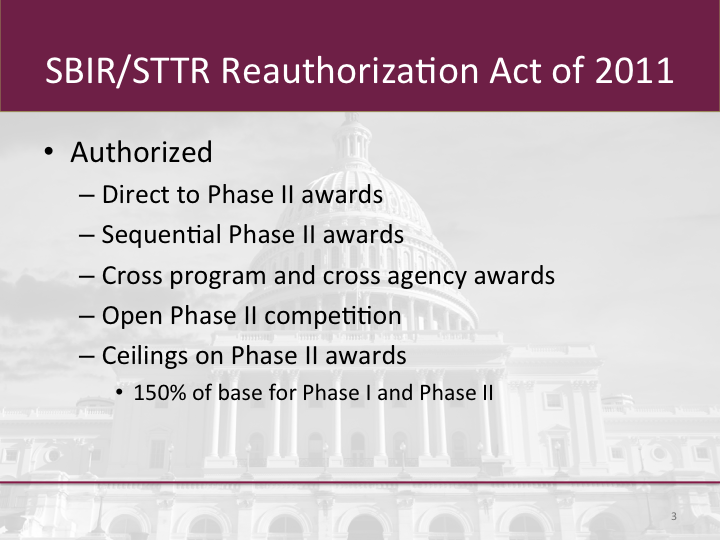 SBIR/STTR Reauthorization Act of 2011
• Authorized
– Direct to Phase II awards
– Sequential Phase II awards
– Cross program and cross agency awards
– Open Phase II competition
– Ceilings on Phase II awards
• 150% of base for Phase I and Phase II
3